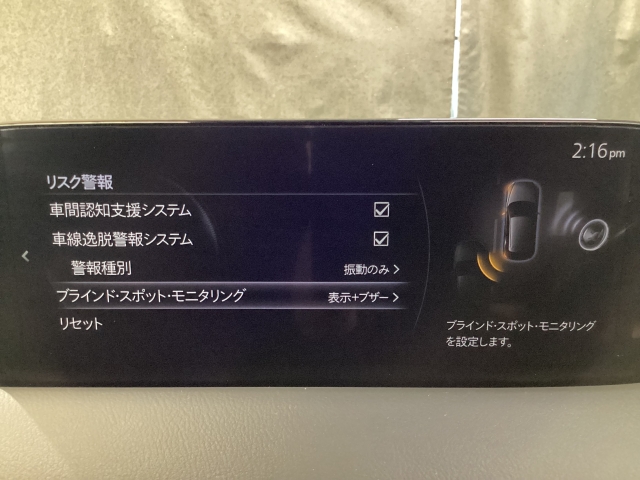 2:16pm
リスク警報
車間認知支援システム
車線逸脱警報システム
警報種別 振動のみ
ブラインド・スポット・モニタリング 表示+ブザー
リセット
ブラインド・スポット・モニタリング
を設定します。